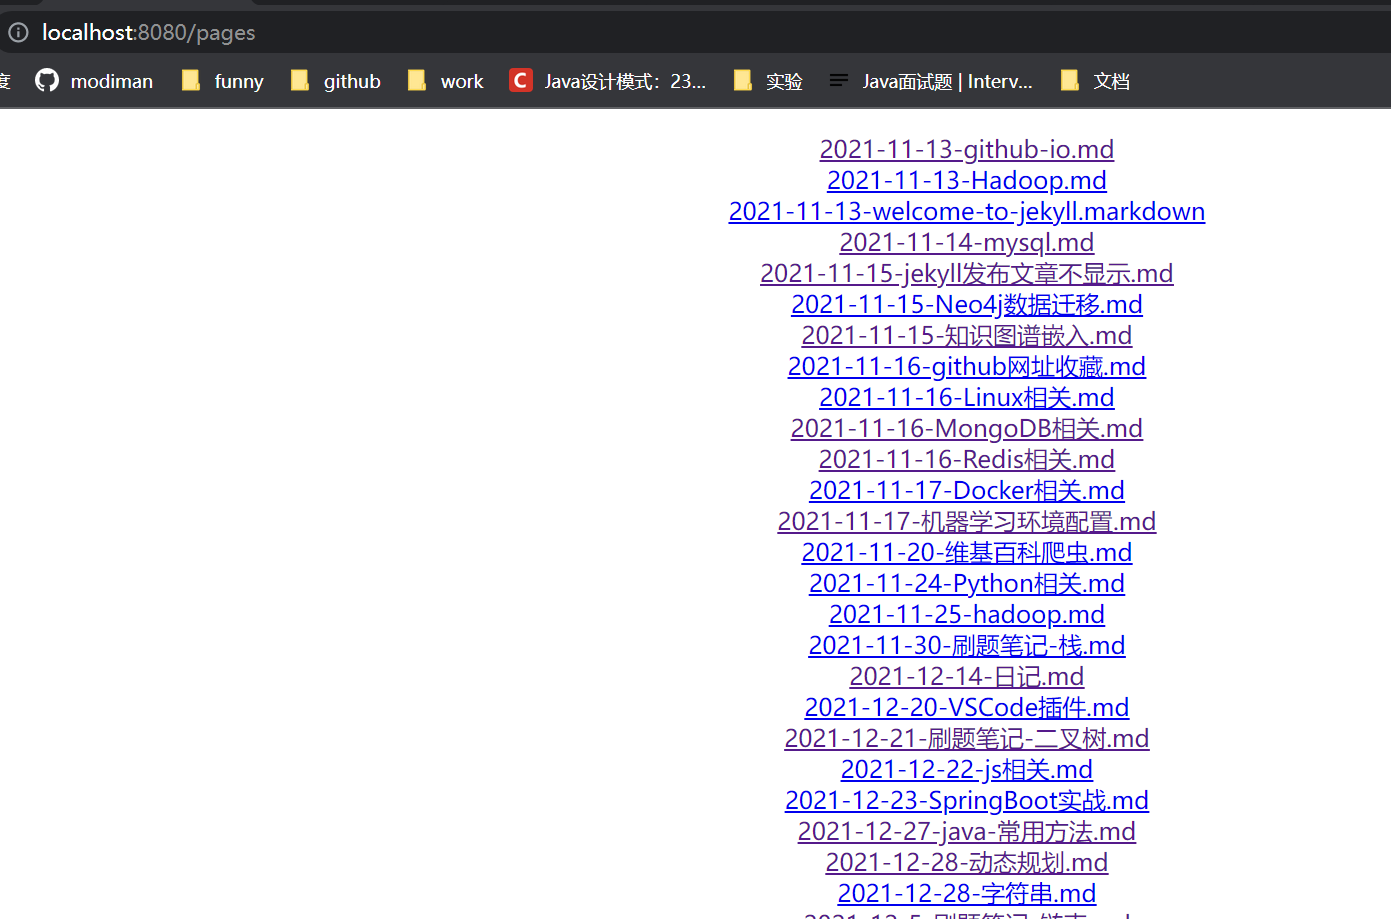 localhost:8080/pages
度 modiman funny github work C Java设计模式：23... 实验 Java面试题 | Interv... 文档
2021-11-13-github-io.md
2021-11-13-Hadoop.md
2021-11-13-welcome-to-jekyll.markdown
2021-11-14-mysql.md
2021-11-15-jekyll发布文章不显示.md
2021-11-15-Neo4j数据迁移.md
2021-11-15-知识图谱嵌入.md
2021-11-16-github网址收藏.md
2021-11-16-Linux相关.md
2021-11-16-MongoDB相关.md
2021-11-16-Redis相关.md
2021-11-17-Docker相关.md
2021-11-17-机器学习环境配置.md
2021-11-20-维基百科爬虫.md
2021-11-24-Python相关.md
2021-11-25-hadoop.md
2021-11-30-刷题笔记-栈.md
2021-12-14-日记.md
2021-12-20-VSCode插件.md
2021-12-21-刷题笔记-二叉树.md
2021-12-22-js相关.md
2021-12-23-SpringBoot实战.md
2021-12-27-java-常用方法.md
2021-12-28-动态规划.md
2021-12-28-字符串.md